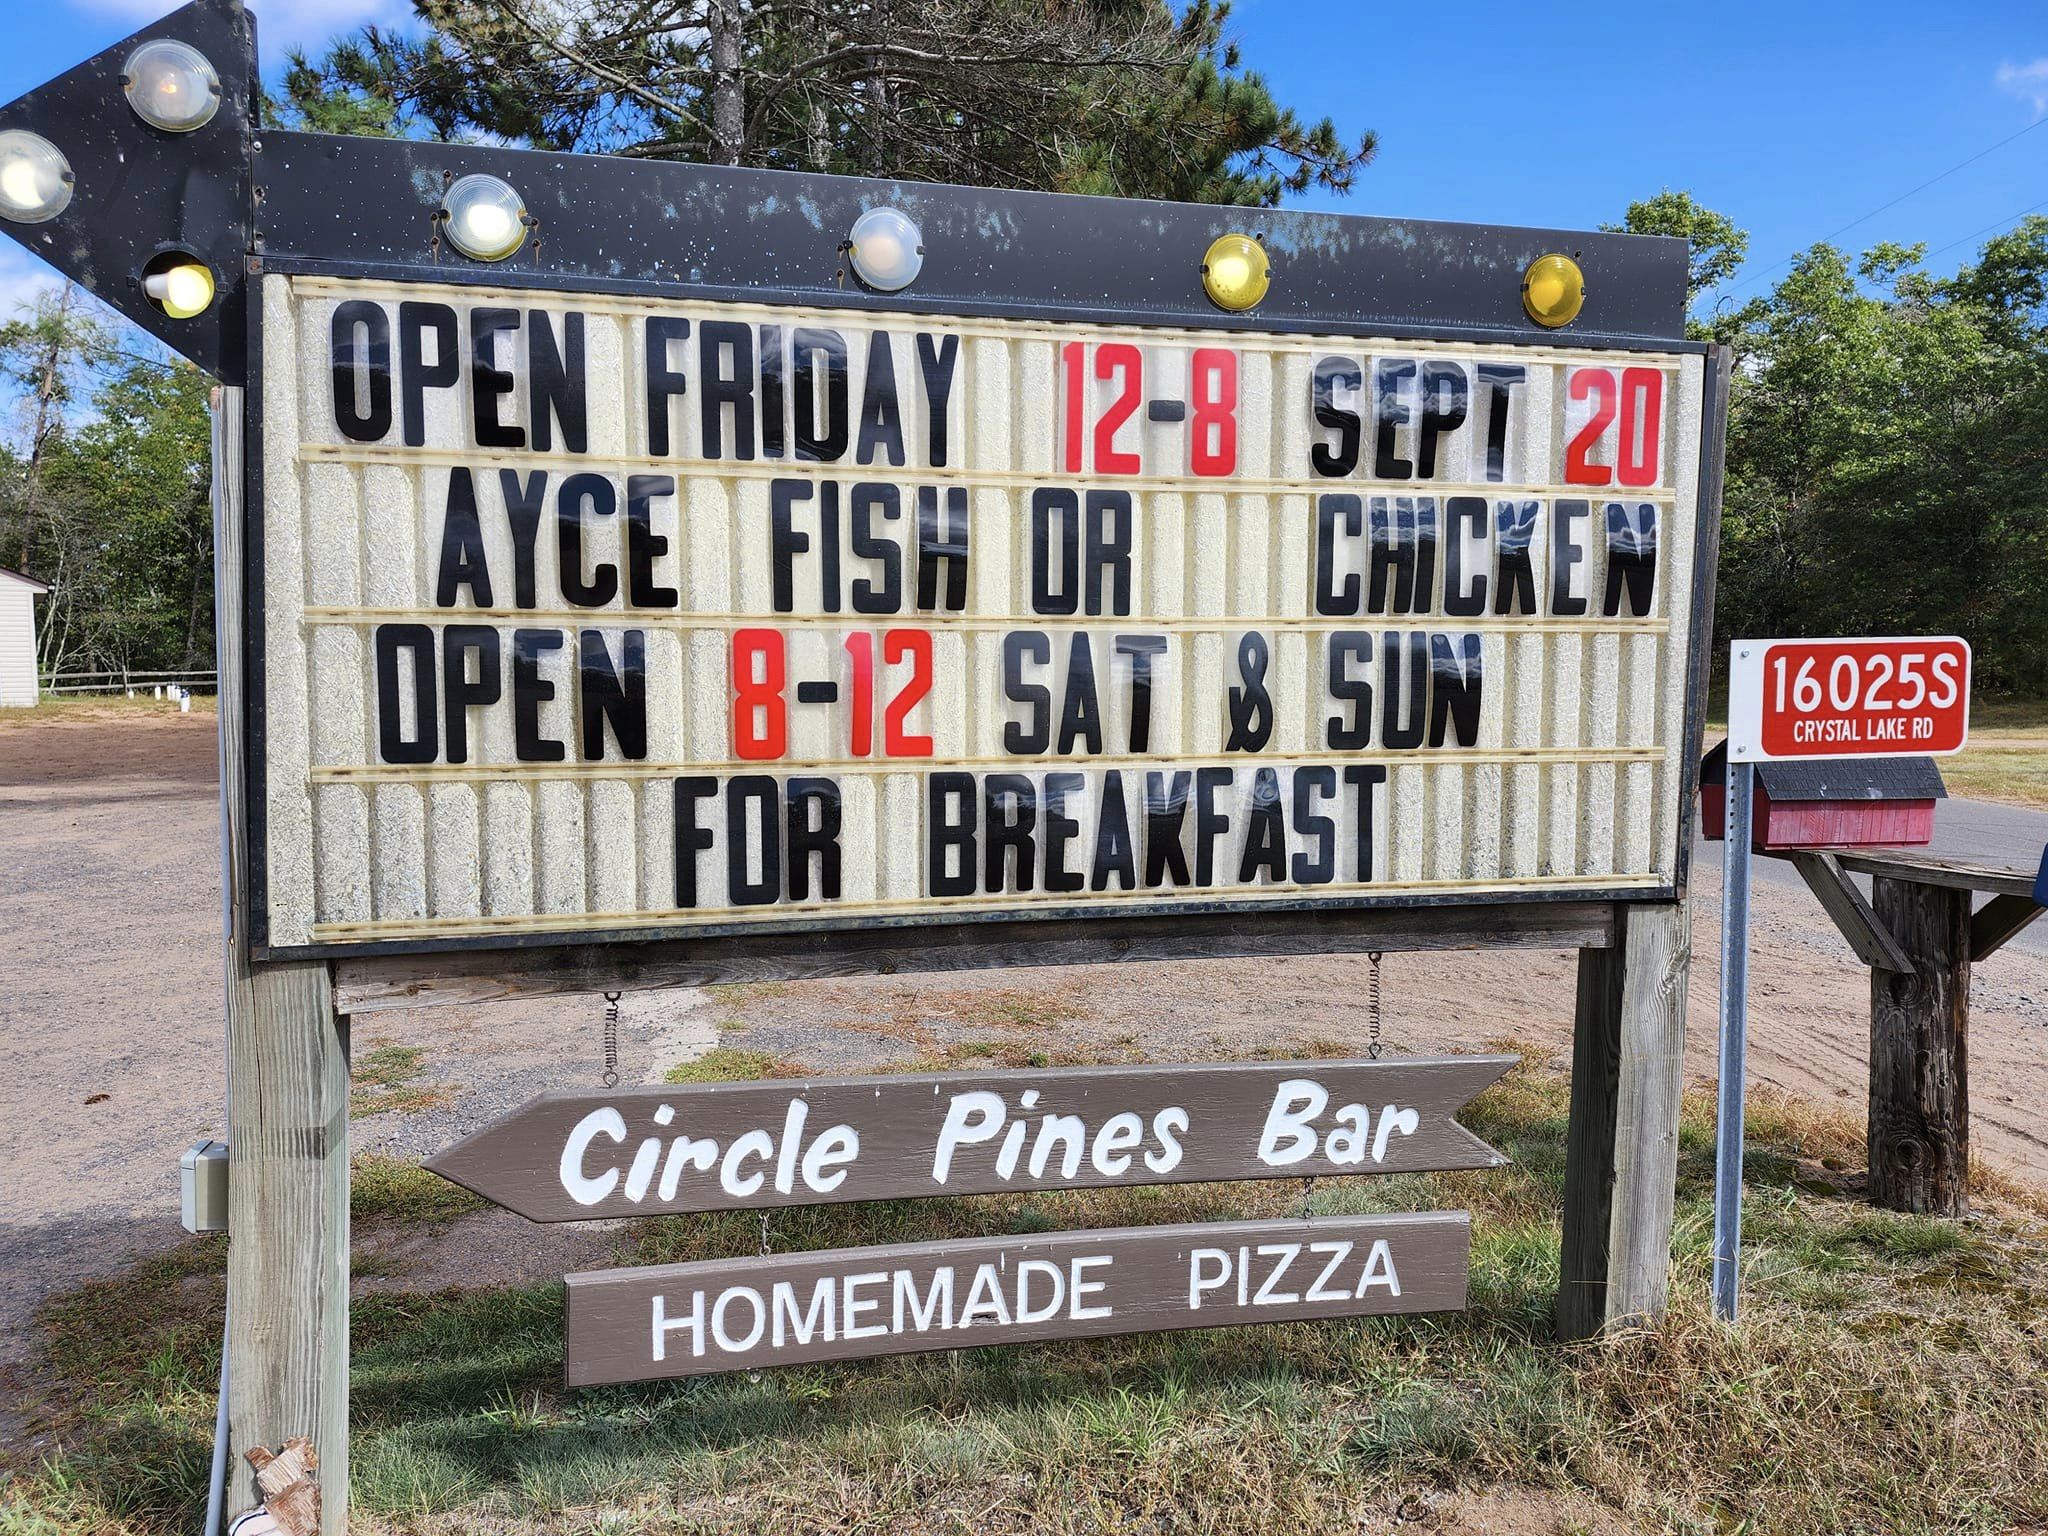 OPEN FRIDAY 12-8 SEPT 20
AYCE FISH OR CHICKEN
OPEN 8-12 SAT & SUN
FOR BREAKFAST
16025S
CRYSTAL LAKE RD
Circle Pines Bar
HOMEMADE PIZZA